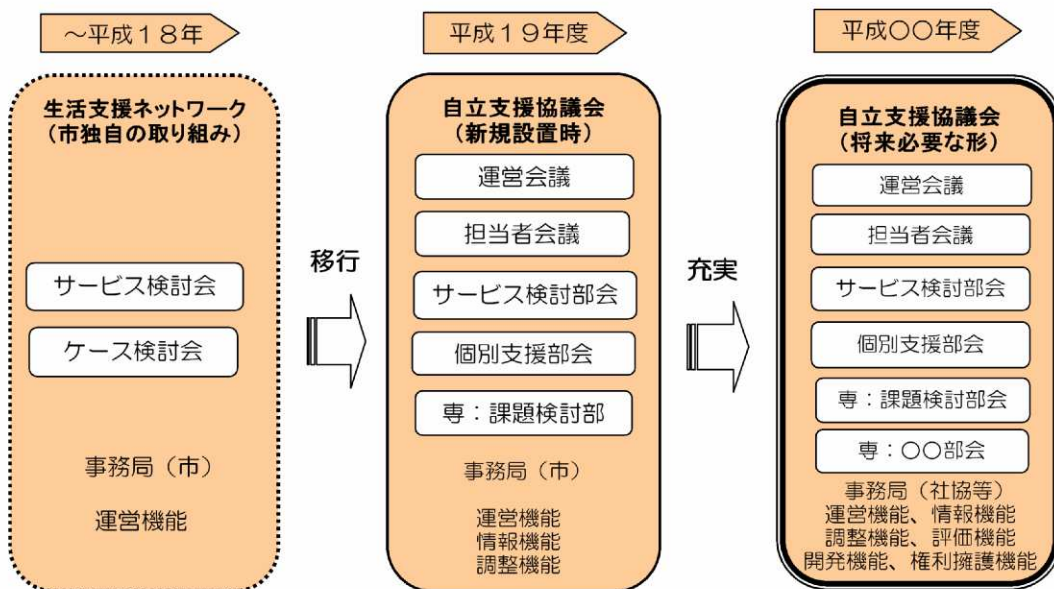 ～平成１８年
生活支援ネットワーク
（市独自の取り組み）
サービス検討会
ケース検討会
事務局（市）
運営機能
移行
平成１９年度
自立支援協議会
（新規設置時）
運営会議
担当者会議
サービス検討部会
個別支援部会
専：課題検討部
事務局（市）
運営機能
情報機能
調整機能
充実
平成〇〇年度
自立支援協議会
（将来必要な形）
運営会議
担当者会議
サービス検討部会
個別支援部会
専：課題検討部会
専：〇〇部会
事務局（社協等）
運営機能、情報機能
調整機能、評価機能
開発機能、権利擁護機能